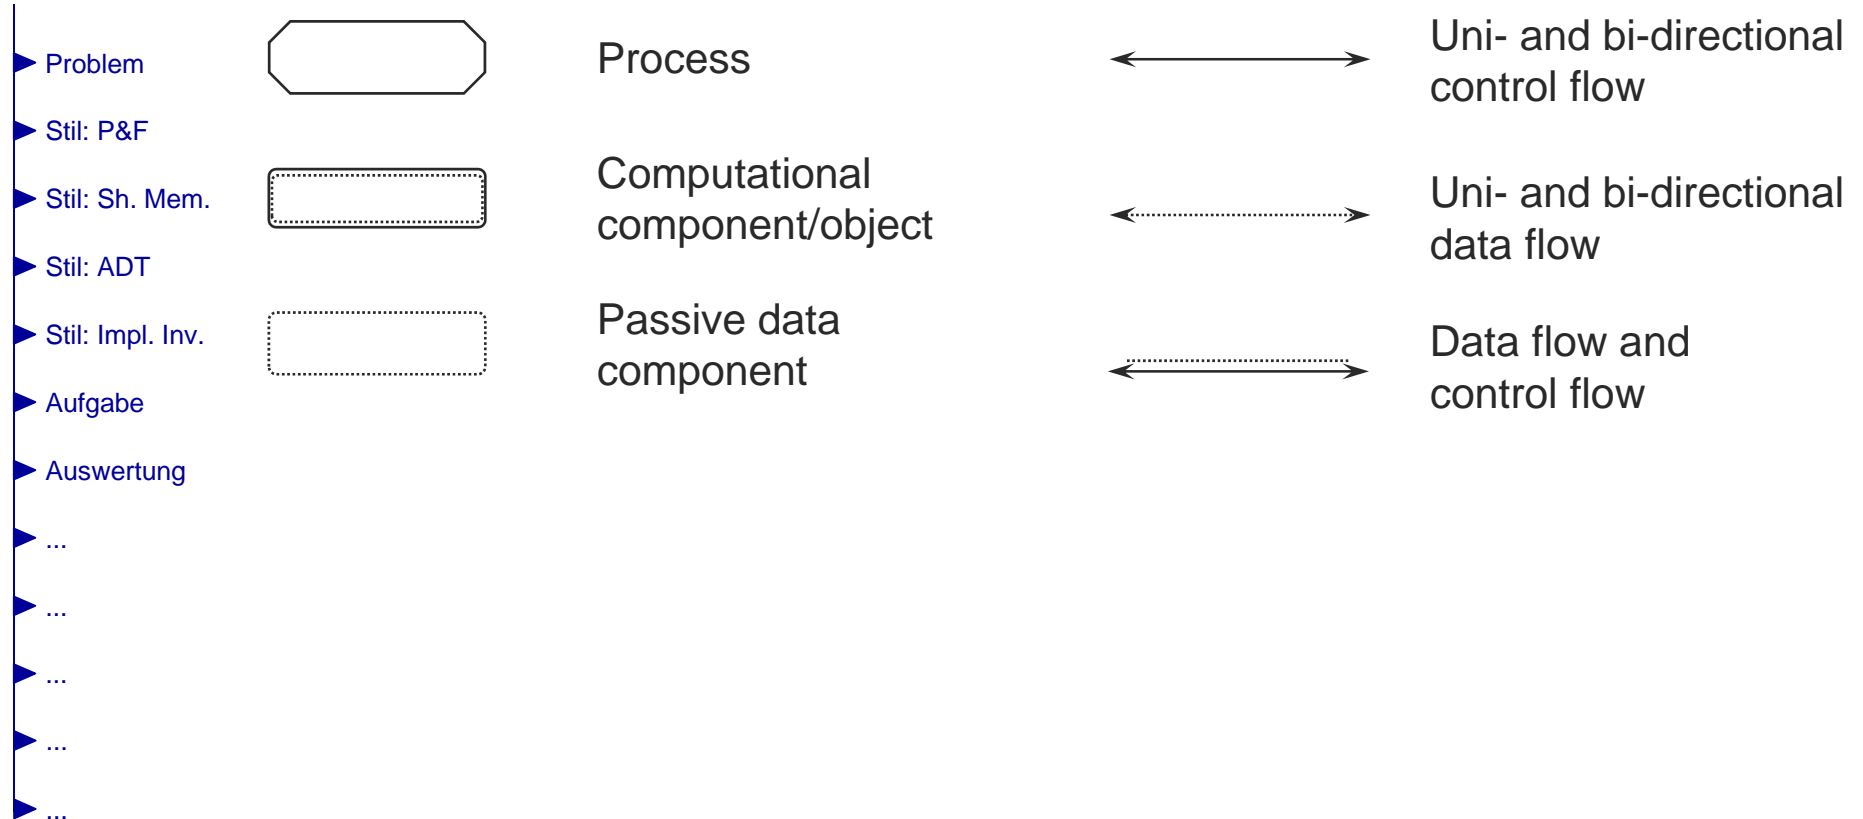 Problem
Stil: P&F
Stil: Sh. Mem.
Stil: ADT
Stil: Impl. Inv.
Aufgabe
Auswertung
...
...
...
...
...
Process
Computational
component/object
Passive data
component
Uni- and bi-directional
control flow
Uni- and bi-directional
data flow
Data flow and
control flow